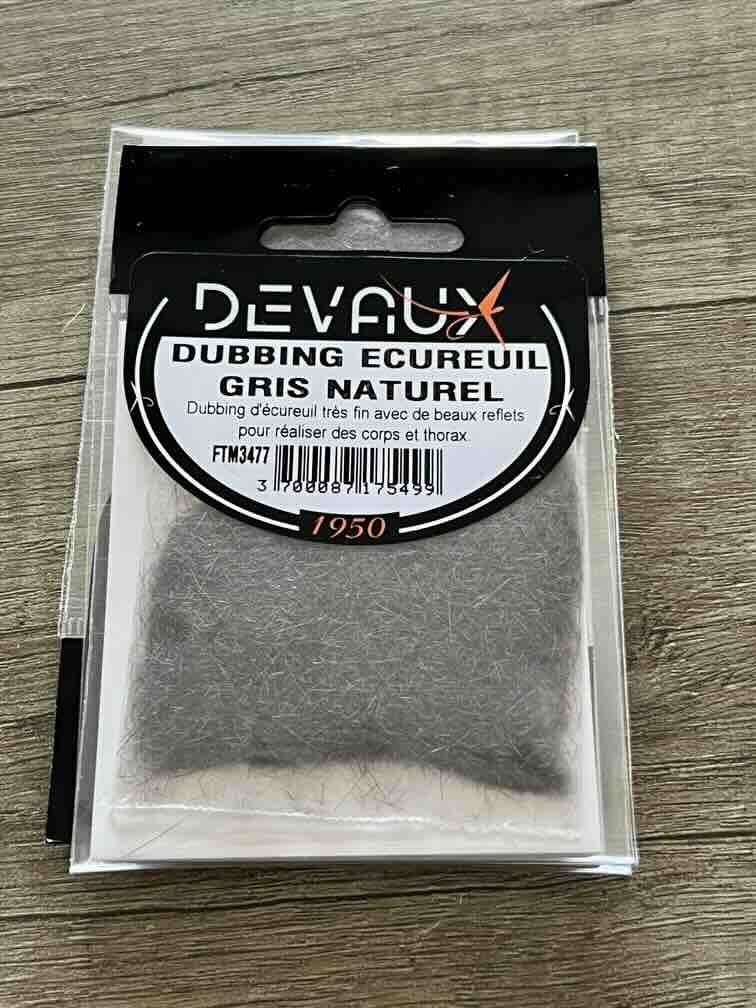 DEVAUX
DUBBING ECUREUIL
GRIS NATUREL
Dubbing d'écureuil très fin avec de beaux reflets
pour réaliser des corps et thorax.
FTM3477
3 700087 175499
1950